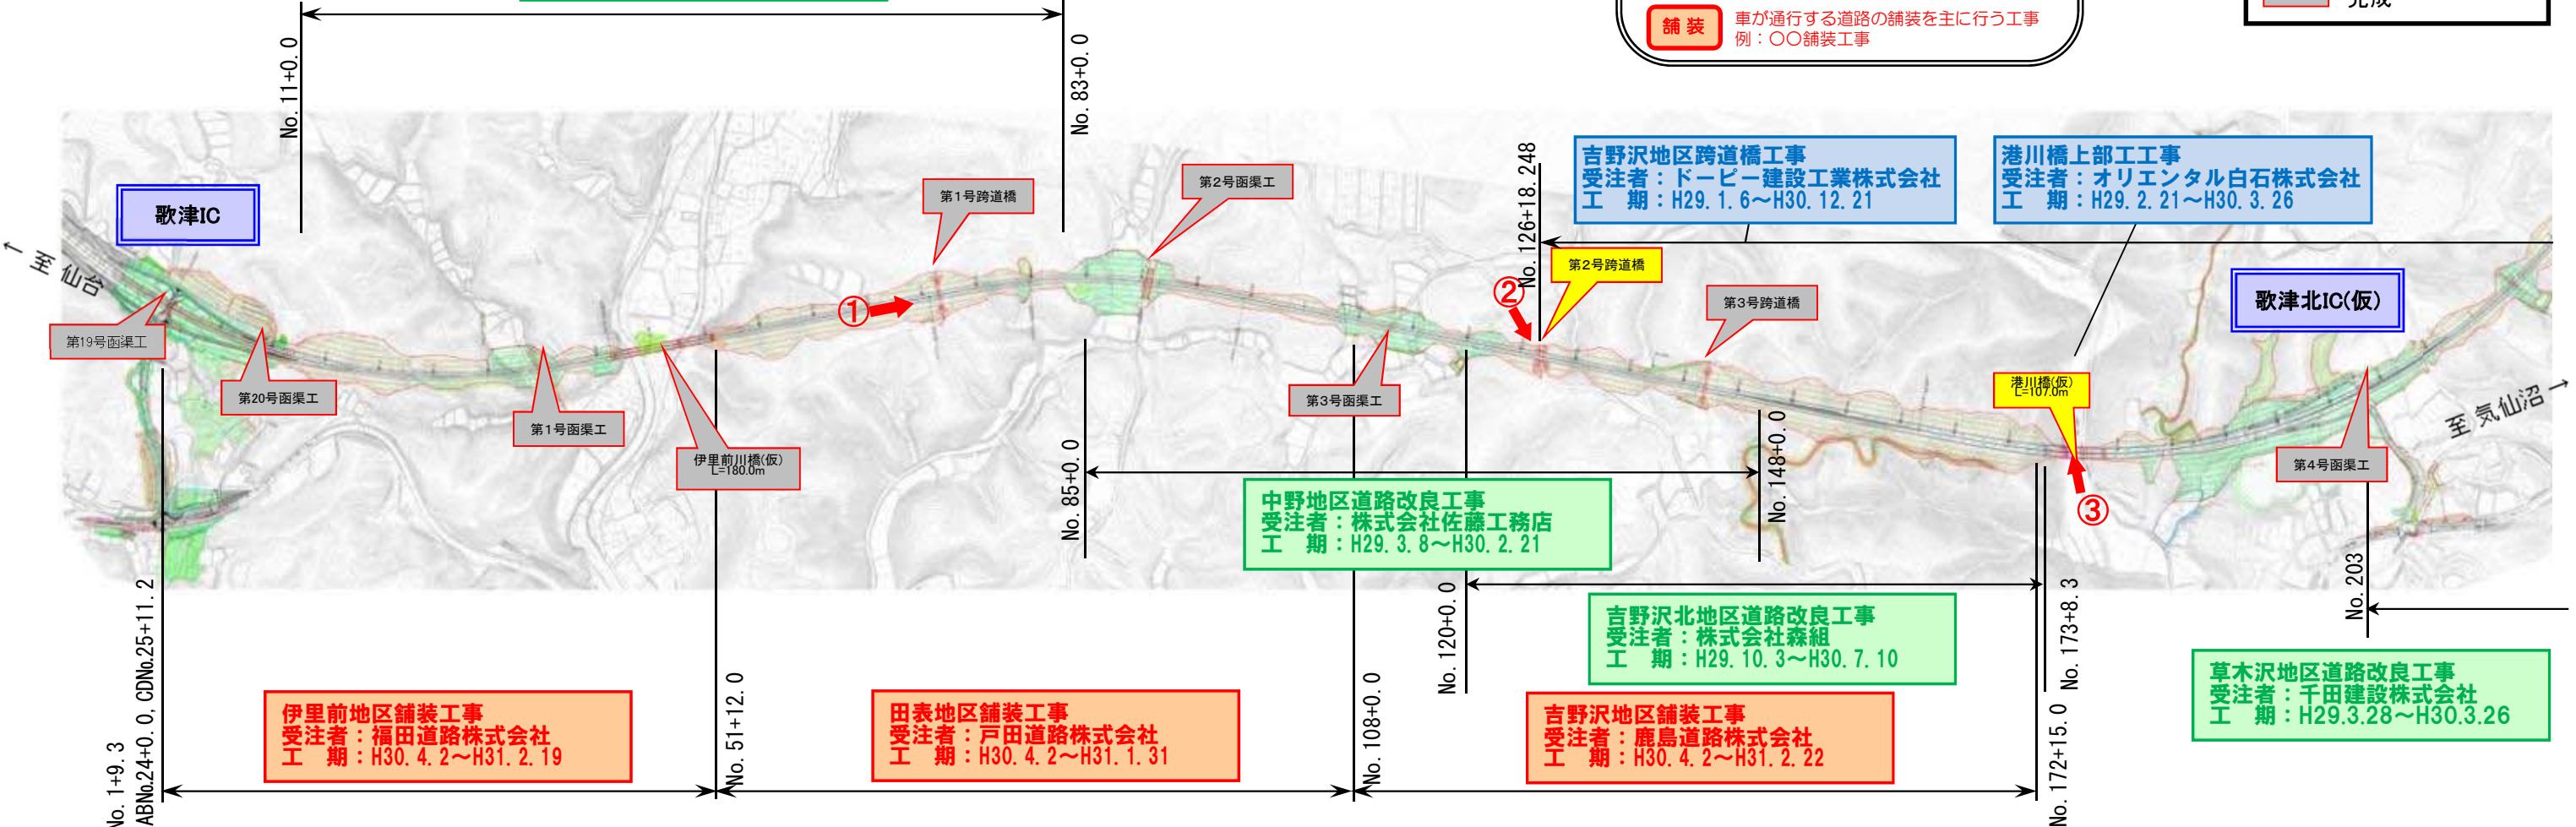 舗 装
車が通行する道路の舗装を主に行う工事
例：〇〇舗装工事
完成
No. 11+0. 0
No. 83+0. 0
歌津IC
← 至 仙台
第19号函渠工
第20号函渠工
第1号函渠工
伊里前川橋(仮)
L=180.0m
①
第1号跨道橋
第2号函渠工
第3号函渠工
②
No. 126+18. 248
第2号跨道橋
吉野沢地区跨道橋工事
受注者：ドーピー建設工業株式会社
工　期：H29. 1. 6～H30. 12. 21
港川橋上部工工事
受注者：オリエンタル白石株式会社
工　期：H29. 2. 21～H30. 3. 26
第3号跨道橋
歌津北IC(仮)
港川橋(仮)
L=107.0m
③
第4号函渠工
至 気仙沼 →
No. 85+0. 0
No. 148+0. 0
中野地区道路改良工事
受注者：株式会社佐藤工務店
工　期：H29. 3. 8～H30. 2. 21
No. 120+0. 0
No. 173+8. 3
吉野沢北地区道路改良工事
受注者：株式会社森組
工　期：H29. 10. 3～H30. 7. 10
No. 203
草木沢地区道路改良工事
受注者：千田建設株式会社
工　期：H29.3.28～H30.3.26
No. 1+9. 3
ABNo.24+0. 0, CDNo.25+11. 2
伊里前地区舗装工事
受注者：福田道路株式会社
工　期：H30. 4. 2～H31. 2. 19
No. 51+12. 0
田表地区舗装工事
受注者：戸田道路株式会社
工　期：H30. 4. 2～H31. 1. 31
No. 108+0. 0
吉野沢地区舗装工事
受注者：鹿島道路株式会社
工　期：H30. 4. 2～H31. 2. 22
No. 172+15. 0